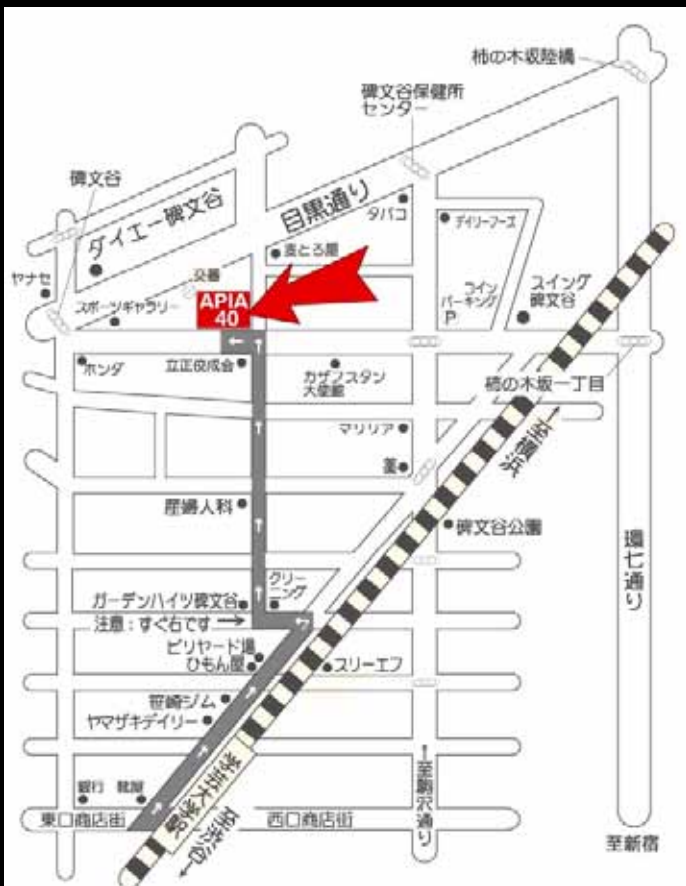 柿の木坂陸橋
碑文谷保健所
センター
碑文谷
ダイエー碑文谷
目黒通り
タバコ
デイリーフーズ
麦とろ屋
ヤナセ
交番
スポーツギャラリー
APIA
40
ライン
パーキング
P
スイング
碑文谷
ホンダ
立正佼成会
カザフスタン
大使館
柿の木坂一丁目
至横浜
マリリア
薬
産婦人科
碑文谷公園
環七通り
クリー
ニング
ガーデンハイツ碑文谷
注意:すぐ右です→
ビリヤード場
ひもん屋
スリーエフ
笹崎ジム
ヤマザキデイリー
学芸大学駅
←至駒沢通り
銀行
靴屋
東口商店街
西口商店街
至渋谷
至新宿